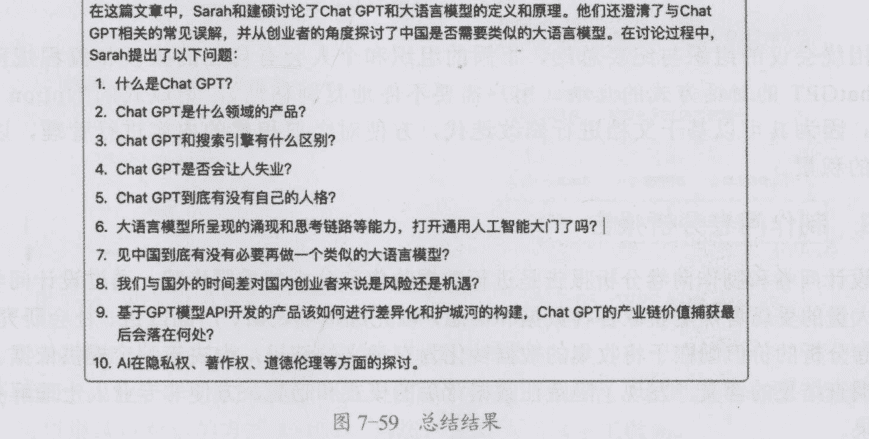 在这篇文章中，Sarah和建硕讨论了Chat GPT和大语言模型的定义和原理。他们还澄清了与Chat
GPT相关的常见误解，并从创业者的角度探讨了中国是否需要类似的大语言模型。在讨论过程中，
Sarah提出了以下问题：
1. 什么是Chat GPT？
2. Chat GPT是什么领域的产品？
3. Chat GPT和搜索引擎有什么区别？
4. Chat GPT是否会让人失业？
5. Chat GPT到底有没有自己的人格？
6. 大语言模型所呈现的涌现和思考链路等能力，打开通用人工智能大门了吗？
7. 见中国到底有没有必要再做一个类似的大语言模型？
8. 我们与国外的时间差对国内创业者来说是风险还是机遇？
9. 基于GPT模型API开发的产品该如何进行差异化和护城河的构建，Chat GPT的产业链价值捕获最
后会聚在何处？
10. AI在隐私权、著作权、道德伦理等方面的探讨。
图 7-59 总结结果